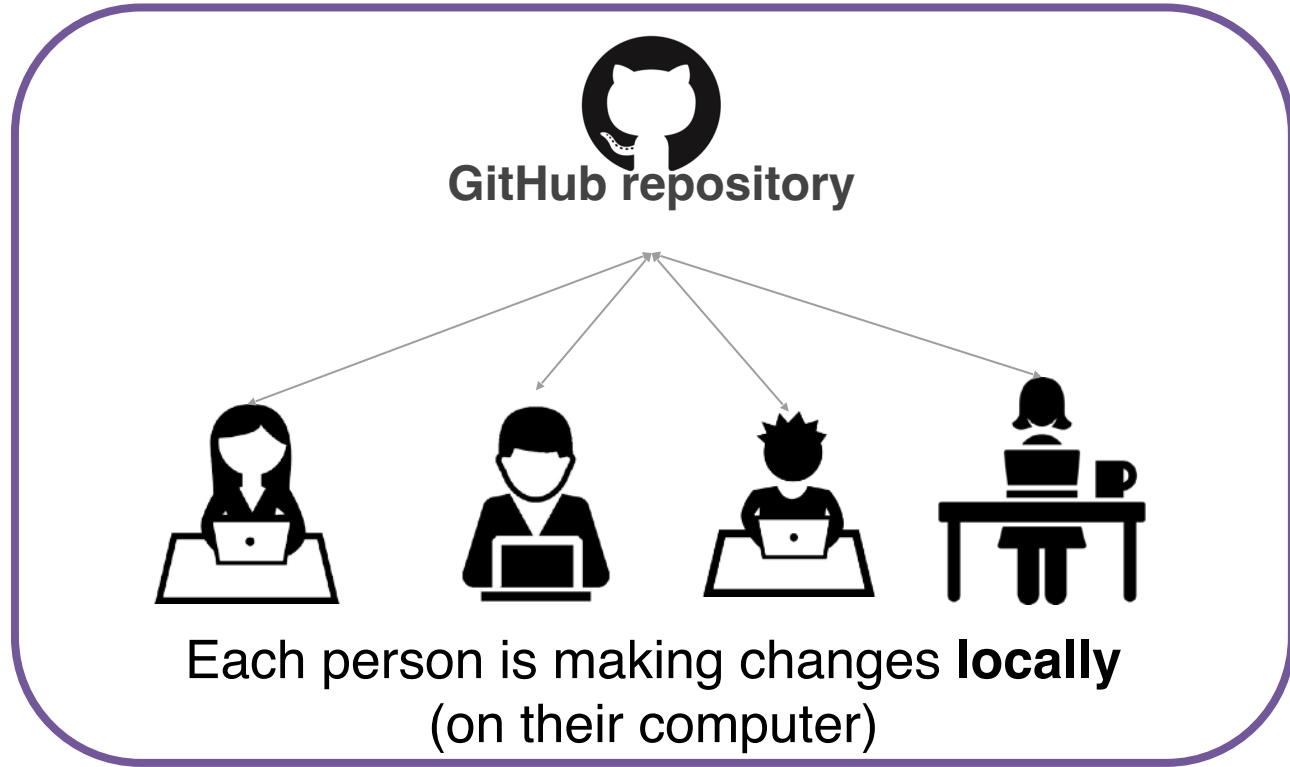 GitHub repository
Each person is making changes locally
(on their computer)